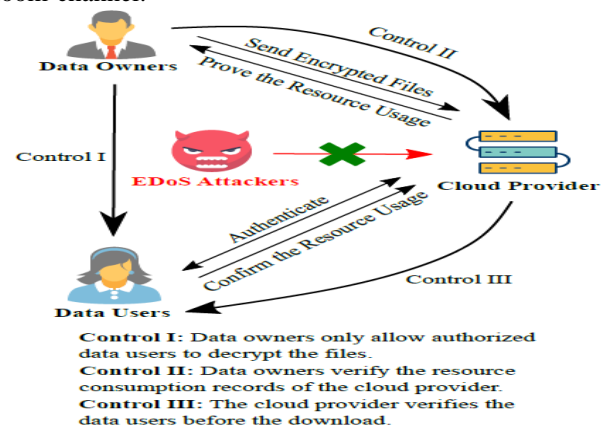 Control II
Send Encrypted Files
Data Owners
Prove the Resource Usage
Control I
EDoS Attackers
Cloud Provider
Authenticate
Confirm the Resource Usage
Control III
Data Users
Control I: Data owners only allow authorized
data users to decrypt the files.
Control II: Data owners verify the resource
consumption records of the cloud provider.
Control III: The cloud provider verifies the
data users before the download.